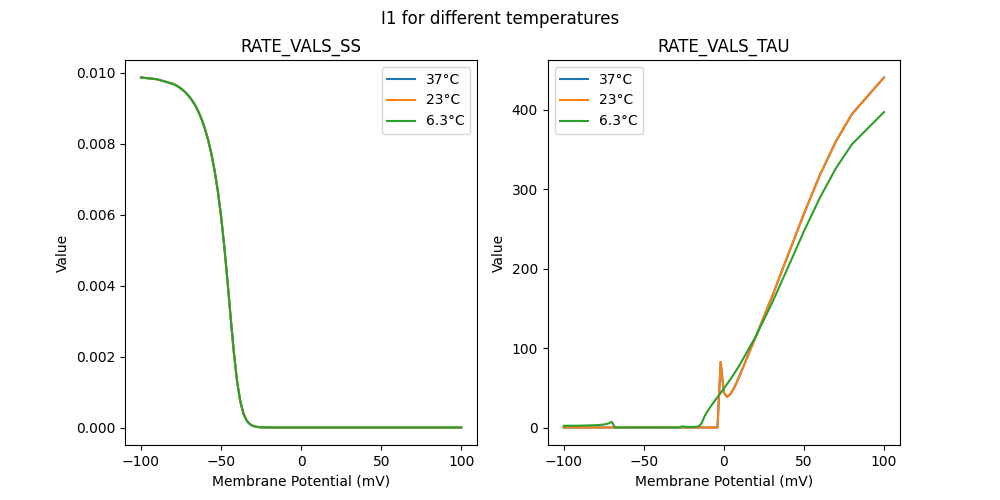 I1 for different temperatures
RATE_VALS_SS
RATE_VALS_TAU
0.010
0.008
0.006
0.004
0.002
0.000
Value
37°C
23°C
6.3°C
−100
−50
0
50
100
Membrane Potential (mV)
400
300
200
100
0
Value
37°C
23°C
6.3°C
−100
−50
0
50
100
Membrane Potential (mV)